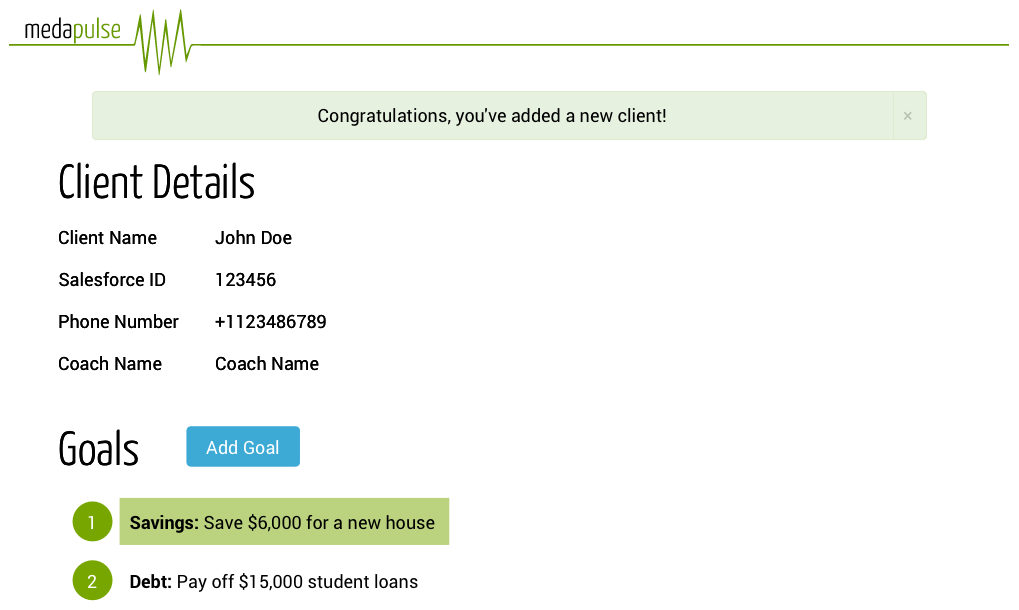 medapulse
Congratulations, you've added a new client! ×
Client Details
Client Name John Doe
Salesforce ID 123456
Phone Number +1123486789
Coach Name Coach Name
Goals Add Goal
1 Savings: Save $6,000 for a new house
2 Debt: Pay off $15,000 student loans